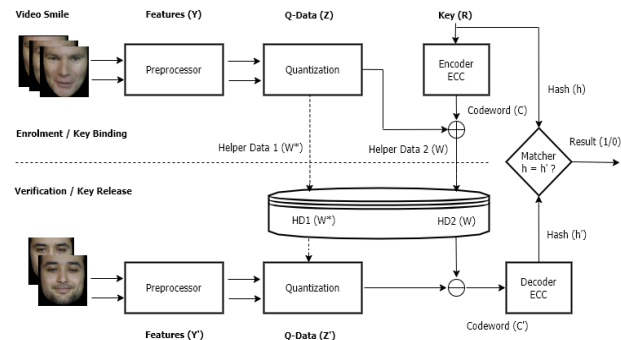 Video Smile
Features (Y)
Q-Data (Z)
Key (R)
Preprocessor
Quantization
Encoder
ECC
Hash (h)
Codeword (C)
Enrolment / Key Binding
Helper Data 1 (W*)
Helper Data 2 (W)
Result (1/0)
Matcher
h = h' ?
Verification / Key Release
HD1 (W*)
HD2 (W)
Hash (h')
Preprocessor
Quantization
Decoder
ECC
Codeword (C')
Features (Y')
Q-Data (Z')